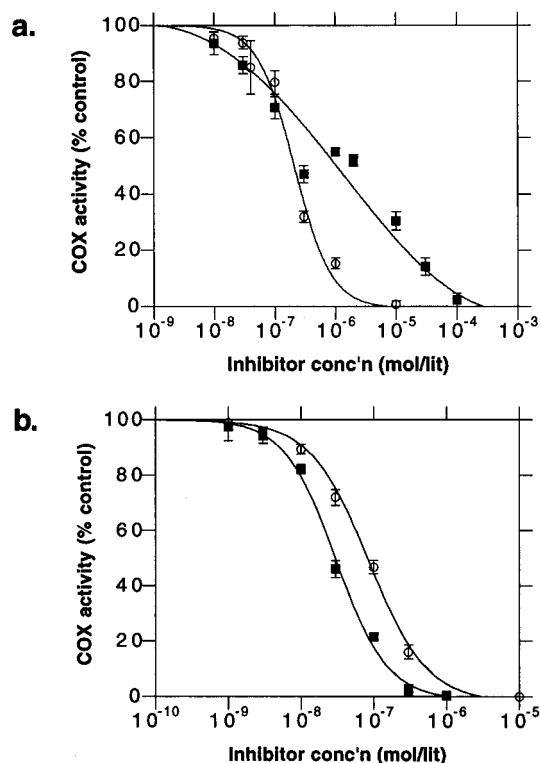 a.
COX activity (% control)
100
80
60
40
20
0
10⁻⁹ 10⁻⁸ 10⁻⁷ 10⁻⁶ 10⁻⁵ 10⁻⁴ 10⁻³
Inhibitor conc'n (mol/lit)
b.
COX activity (% control)
100
80
60
40
20
0
10⁻¹⁰ 10⁻⁹ 10⁻⁸ 10⁻⁷ 10⁻⁶ 10⁻⁵
Inhibitor conc'n (mol/lit)